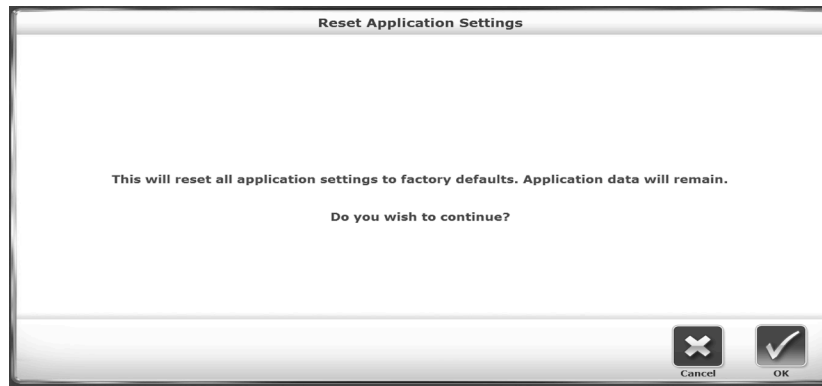 Reset Application Settings
This will reset all application settings to factory defaults. Application data will remain.
Do you wish to continue?
Cancel
OK